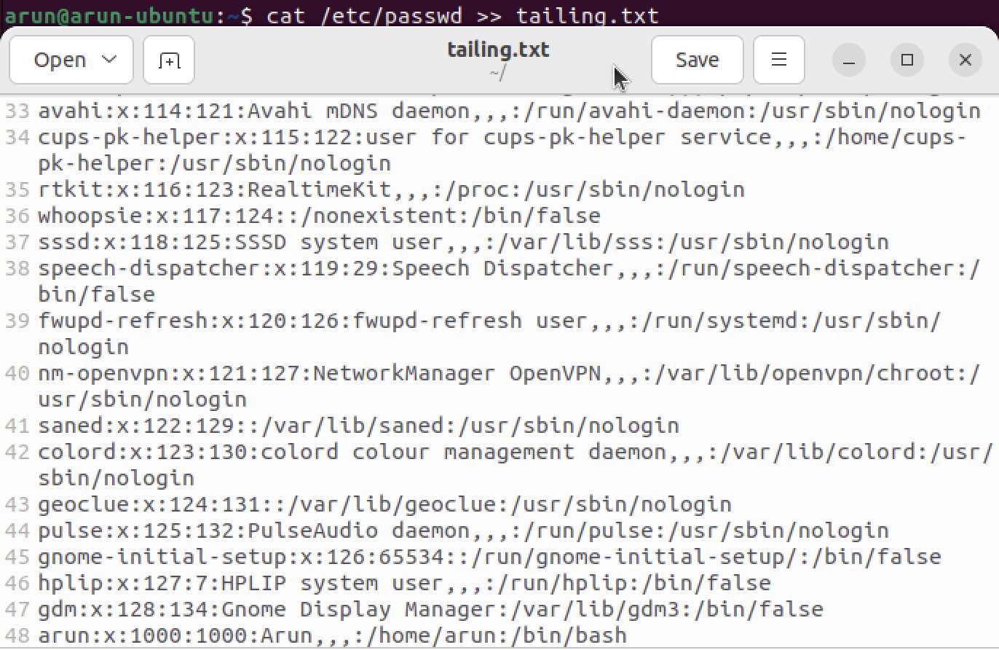 arun@arun-ubuntu:~$ cat /etc/passwd >> tailing.txt
Open
tailing.txt
~/
Save
33 avahi:x:114:121:Avahi mDNS daemon,,,:/run/avahi-daemon:/usr/sbin/nologin
34 cups-pk-helper:x:115:122:user for cups-pk-helper service,,,:/home/cups-
pk-helper:/usr/sbin/nologin
35 rtkit:x:116:123:RealtimeKit,,,:/proc:/usr/sbin/nologin
36 whoopsie:x:117:124::/nonexistent:/bin/false
37 sssd:x:118:125:SSSD system user,,,:/var/lib/sss:/usr/sbin/nologin
38 speech-dispatcher:x:119:29:Speech Dispatcher,,,:/run/speech-dispatcher:/
bin/false
39 fwupd-refresh:x:120:126:fwupd-refresh user,,,:/run/systemd:/usr/sbin/
nologin
40 nm-openvpn:x:121:127:NetworkManager OpenVPN,,,:/var/lib/openvpn/chroot:/
usr/sbin/nologin
41 saned:x:122:129::/var/lib/saned:/usr/sbin/nologin
42 colord:x:123:130:colord colour management daemon,,,:/var/lib/colord:/usr/
sbin/nologin
43 geoclue:x:124:131::/var/lib/geoclue:/usr/sbin/nologin
44 pulse:x:125:132:PulseAudio daemon,,,:/run/pulse:/usr/sbin/nologin
45 gnome-initial-setup:x:126:65534::/run/gnome-initial-setup/:/bin/false
46 hplip:x:127:7:HPLIP system user,,,:/run/hplip:/bin/false
47 gdm:x:128:134:Gnome Display Manager:/var/lib/gdm3:/bin/false
48 arun:x:1000:1000:Arun,,,:/home/arun:/bin/bash